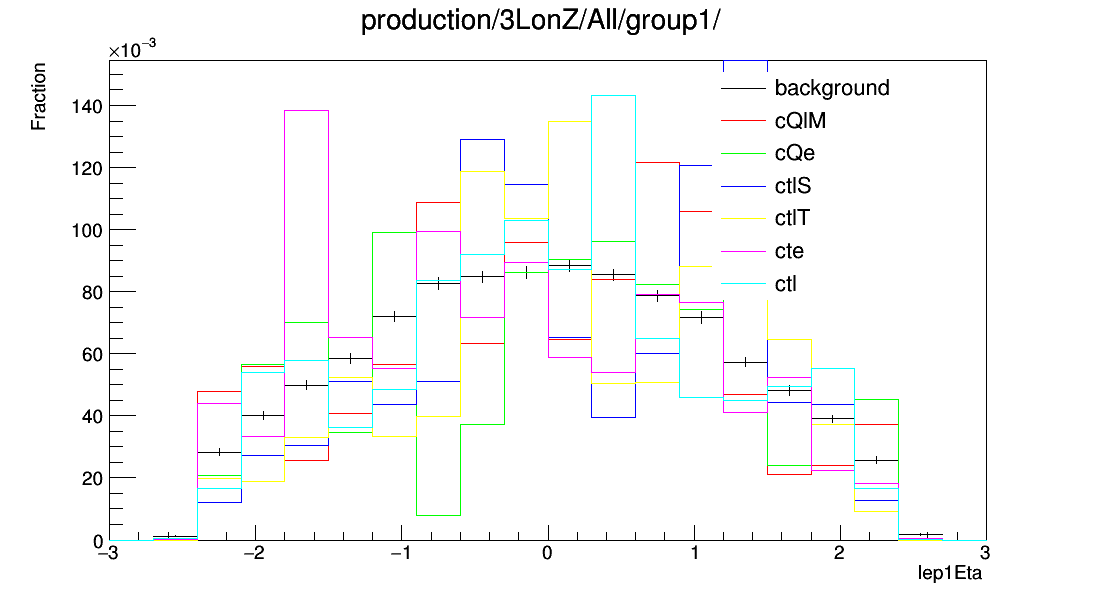 production/3LonZ/All/group1/
×10⁻³
Fraction
140
120
100
80
60
40
20
0
background
cQlM
cQe
ctlS
ctlT
cte
ctl
−3 −2 −1 0 1 2 3
lep1Eta